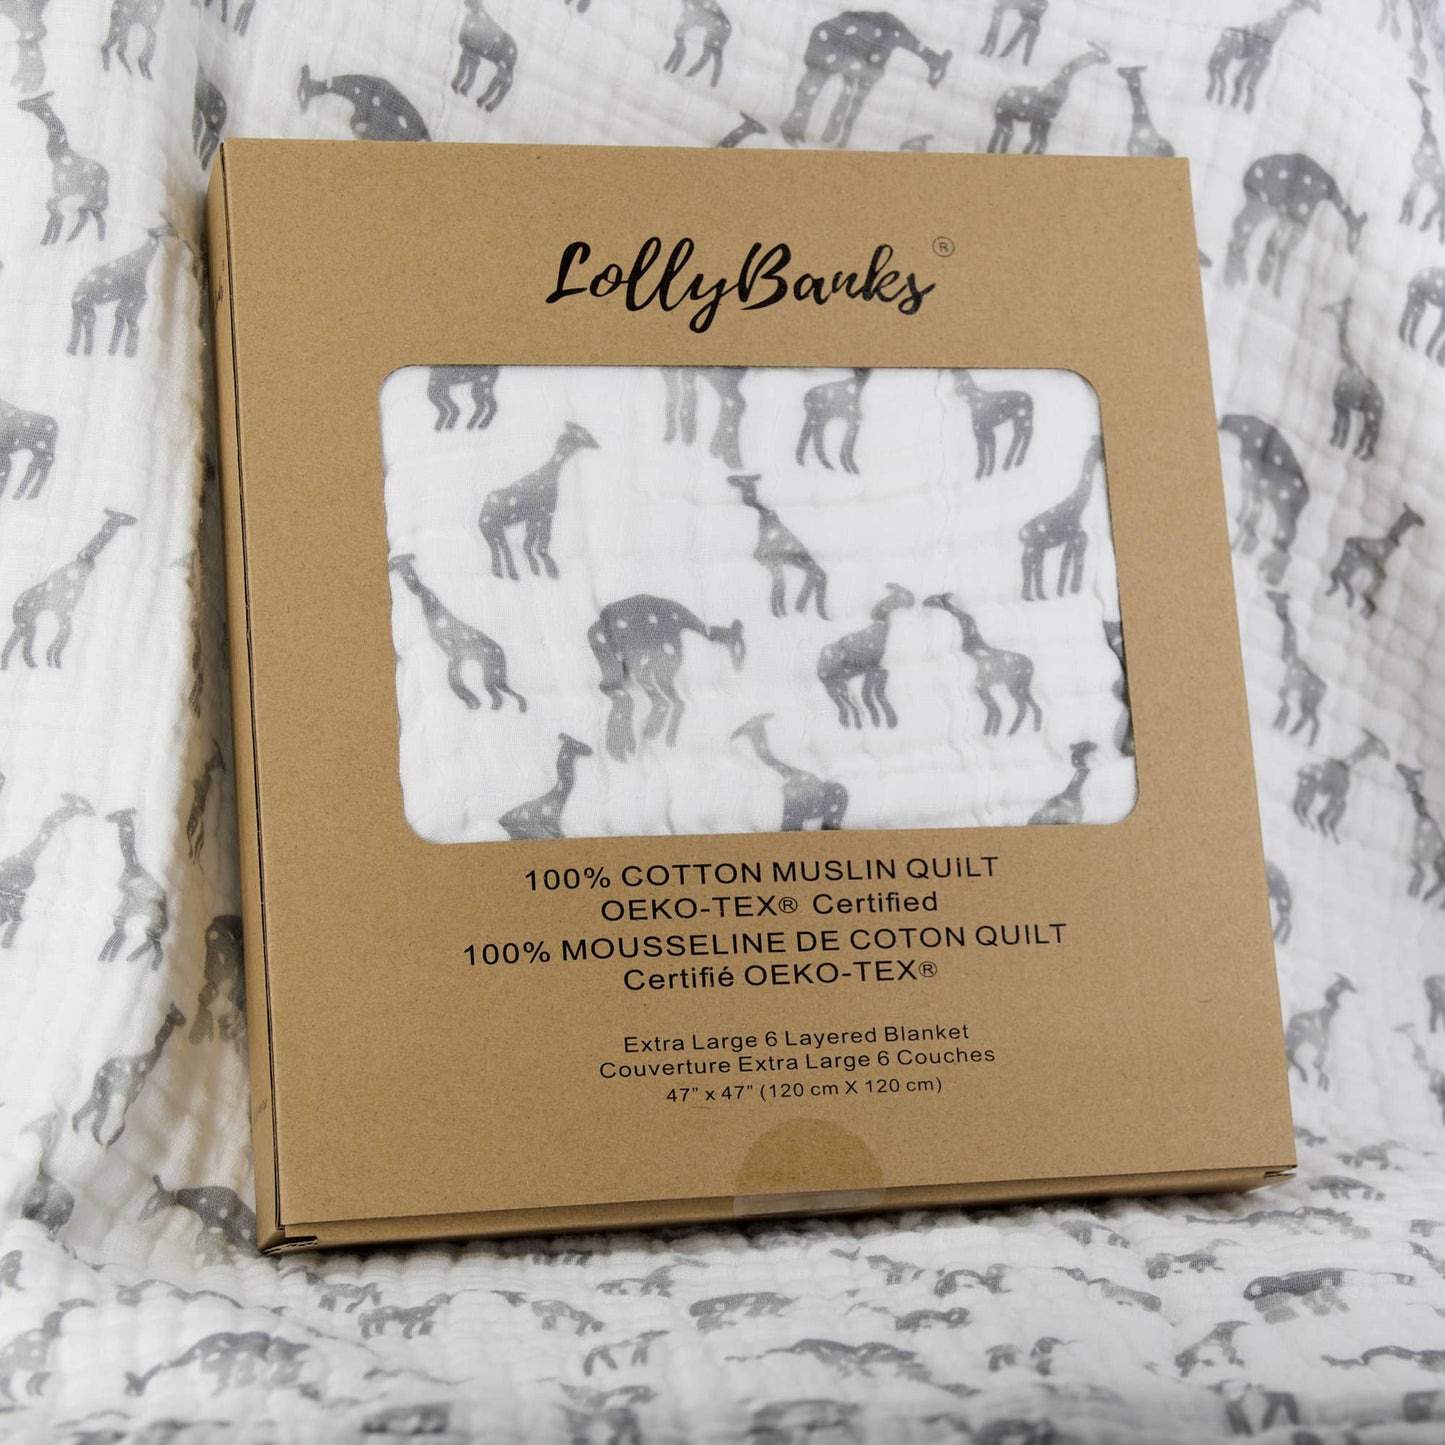 LollyBanks®
100% COTTON MUSLIN QUiLT
OEKO-TEX® Certified
100% MOUSSELINE DE COTON QUILT
Certifié OEKO-TEX®
Extra Large 6 Layered Blanket
Couverture Extra Large 6 Couches
47" x 47" (120 cm X 120 cm)